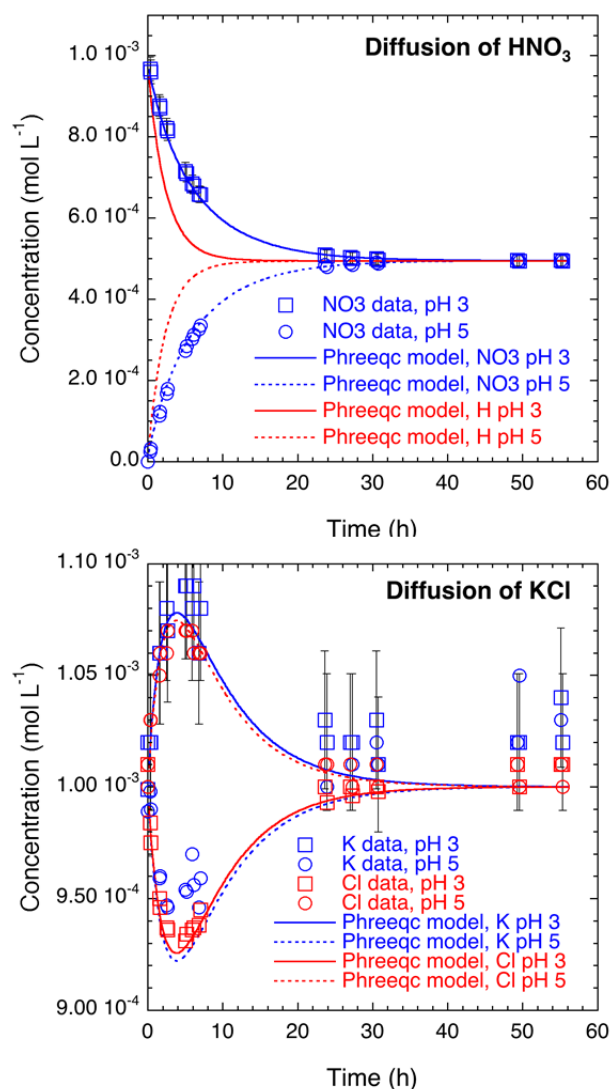 Diffusion of HNO3
1.0 10-3
8.0 10-4
6.0 10-4
4.0 10-4
2.0 10-4
0.0
Concentration (mol L-1)
NO3 data, pH 3
NO3 data, pH 5
Phreeqc model, NO3 pH 3
Phreeqc model, NO3 pH 5
Phreeqc model, H pH 3
Phreeqc model, H pH 5
0 10 20 30 40 50 60
Time (h)
Diffusion of KCl
1.10 10-3
1.05 10-3
1.00 10-3
9.50 10-4
9.00 10-4
Concentration (mol L-1)
K data, pH 3
K data, pH 5
Cl data, pH 3
Cl data, pH 5
Phreeqc model, K pH 3
Phreeqc model, K pH 5
Phreeqc model, Cl pH 3
Phreeqc model, Cl pH 5
0 10 20 30 40 50 60
Time (h)